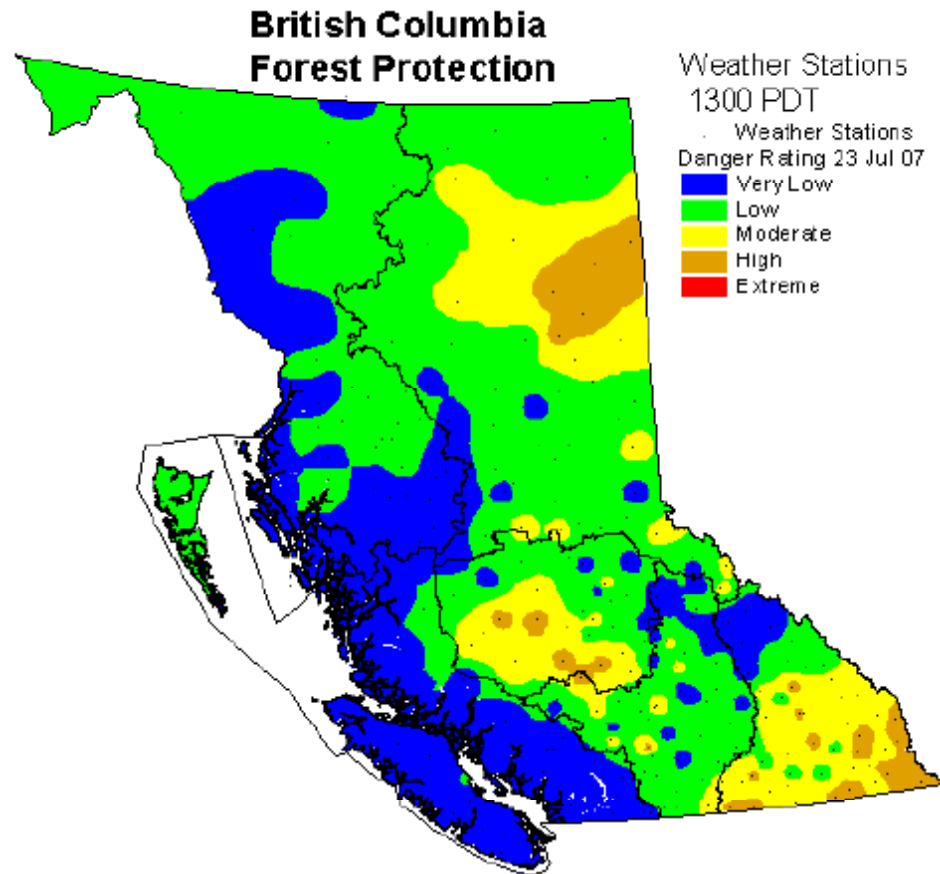 British Columbia
Forest Protection
Weather Stations
1300 PDT
Weather Stations
Danger Rating 23 Jul 07
Very Low
Low
Moderate
High
Extreme